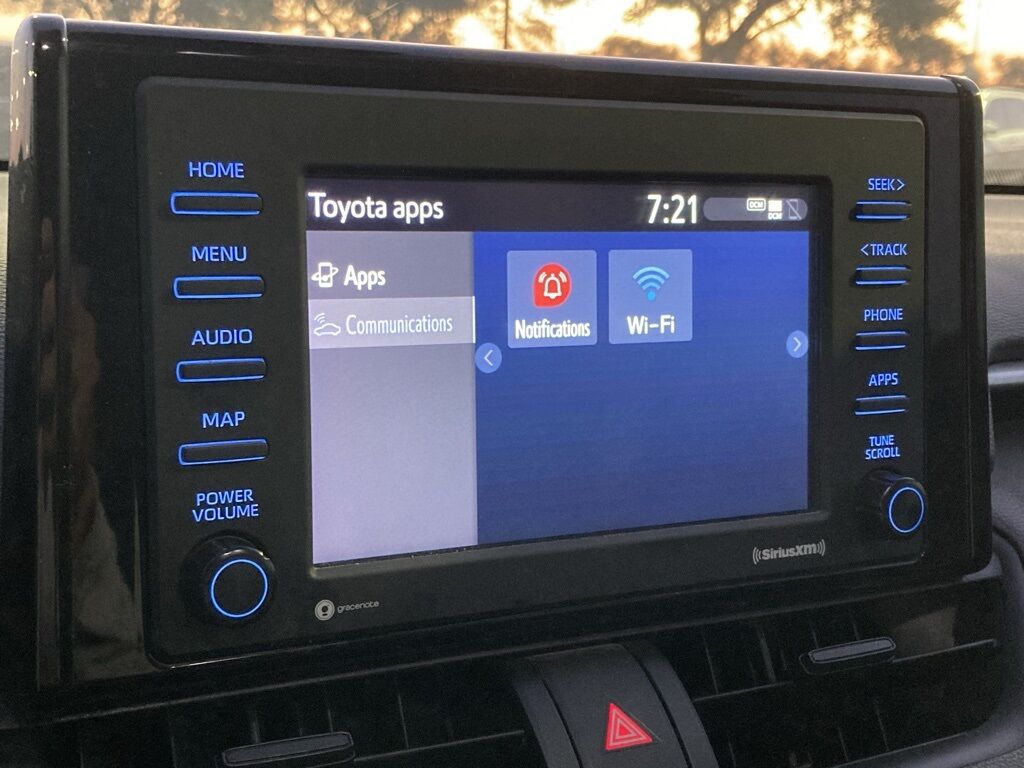 HOME
MENU
AUDIO
MAP
POWER
VOLUME
Toyota apps
7:21
DCM
DCM
Apps
Communications
Notifications
Wi-Fi
SEEK>
<TRACK
PHONE
APPS
TUNE
SCROLL
gracenote
SiriusXM